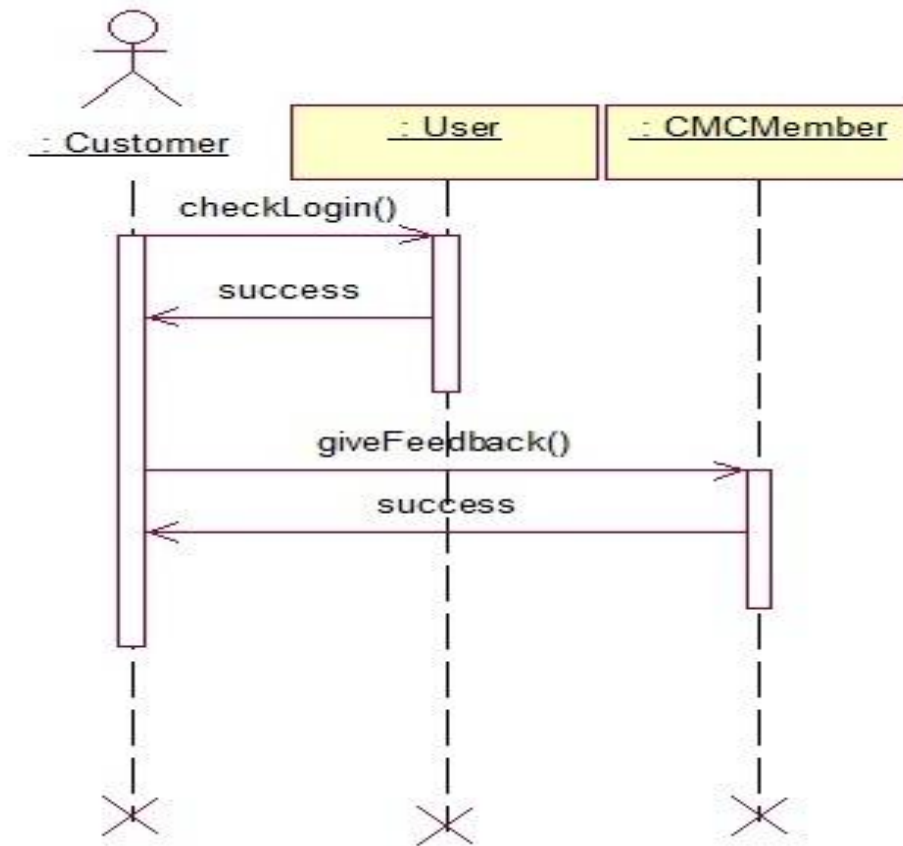 : Customer
: User
: CMCMember
checkLogin()
success
giveFeedback()
success